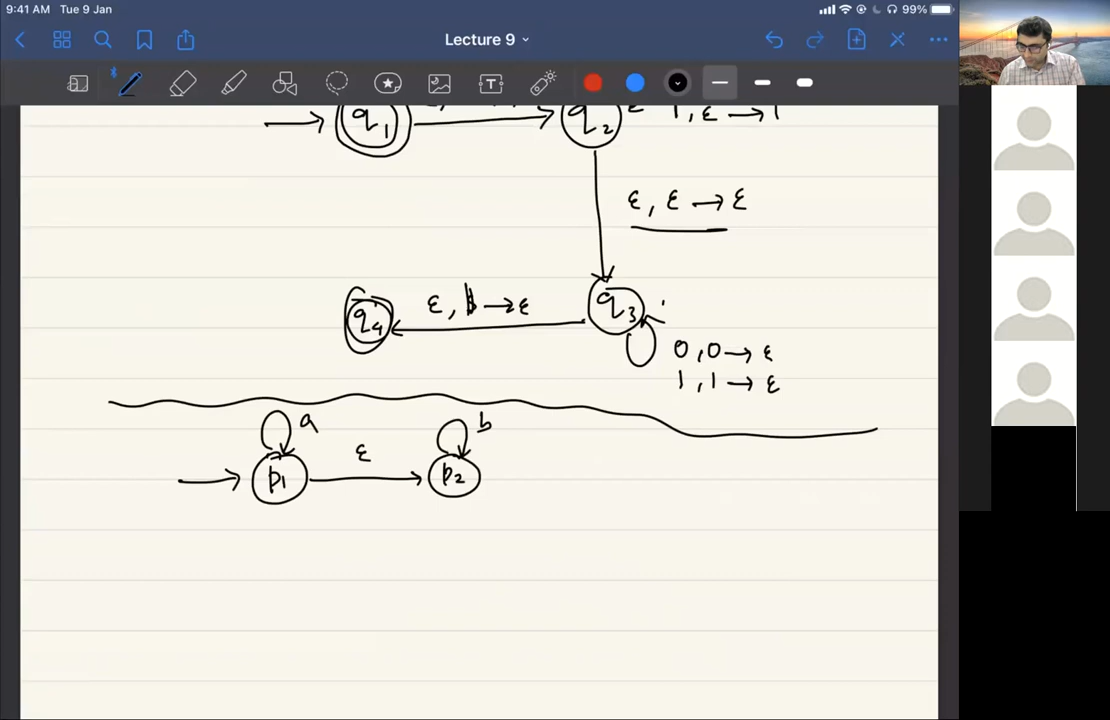 9:41 AM Tue 9 Jan 99%
Lecture 9
T
q1 q2 ε 1, ε → 1
ε, ε → ε
q4 ε, $ → ε q3
0, 0 → ε
1, 1 → ε
a b
p1 ε p2